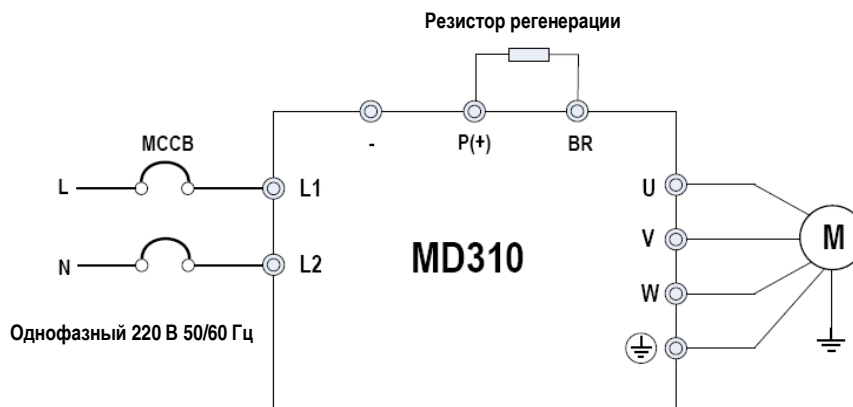 Резистор регенерации
-
P(+)
BR
MCCB
L
L1
U
V
M
N
L2
MD310
W
Однофазный 220 В 50/60 Гц